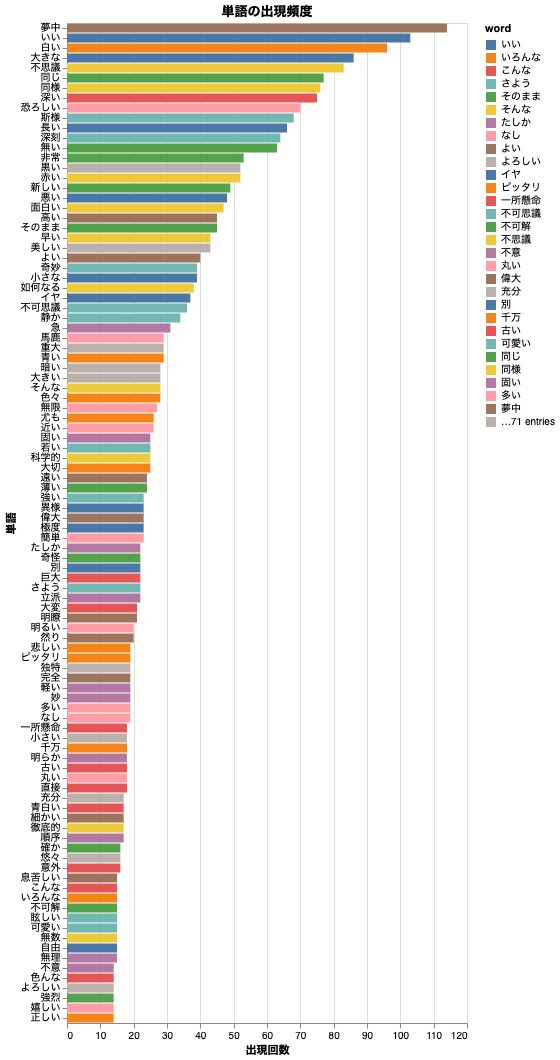 単語の出現頻度
単語
夢中
いい
白い
大きな
不思議
同じ
同様
深い
恐ろしい
斯様
長い
深刻
無い
非常
黒い
赤い
新しい
悪い
面白い
高い
そのまま
早い
美しい
よい
奇妙
小さな
如何なる
イヤ
不可思議
静か
急
馬鹿
重大
青い
暗い
大きい
そんな
色々
無限
尤も
近い
固い
若い
科学的
大切
遠い
薄い
強い
異様
偉大
極度
簡単
たしか
奇怪
別
巨大
さよう
立派
大変
明瞭
明るい
然り
悲しい
ピッタリ
独特
完全
軽い
妙
多い
なし
一所懸命
小さい
千万
明らか
古い
丸い
直接
充分
青白い
細かい
徹底的
順序
確か
悠々
意外
息苦しい
こんな
いろんな
不可解
眩しい
可愛い
無数
自由
無理
不意
色んな
よろしい
強烈
嬉しい
正しい
0 10 20 30 40 50 60 70 80 90 100 110 120
出現回数
word
いい
いろんな
こんな
さよう
そのまま
そんな
たしか
なし
よい
よろしい
イヤ
ピッタリ
一所懸命
不可思議
不可解
不思議
不意
丸い
偉大
充分
別
千万
古い
可愛い
同じ
同様
固い
多い
夢中
…71 entries